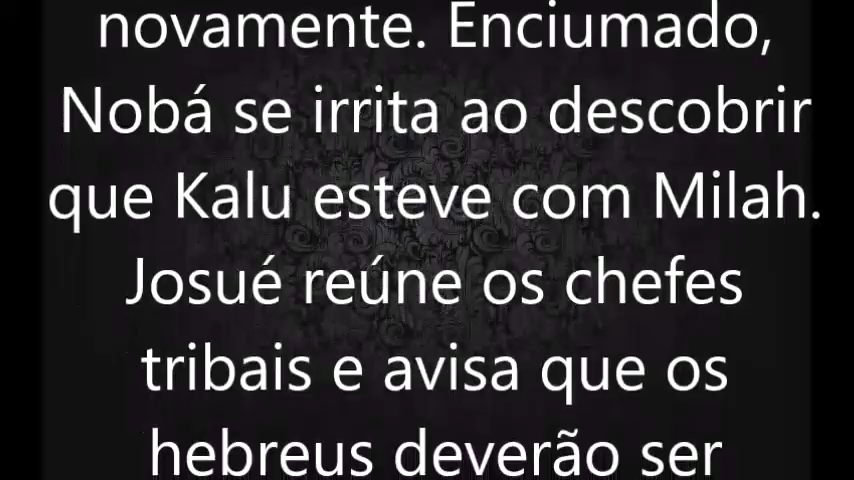 novamente. Enciumado,
Nobá se irrita ao descobrir
que Kalu esteve com Milah.
Josué reúne os chefes
tribais e avisa que os
hebreus deverão ser